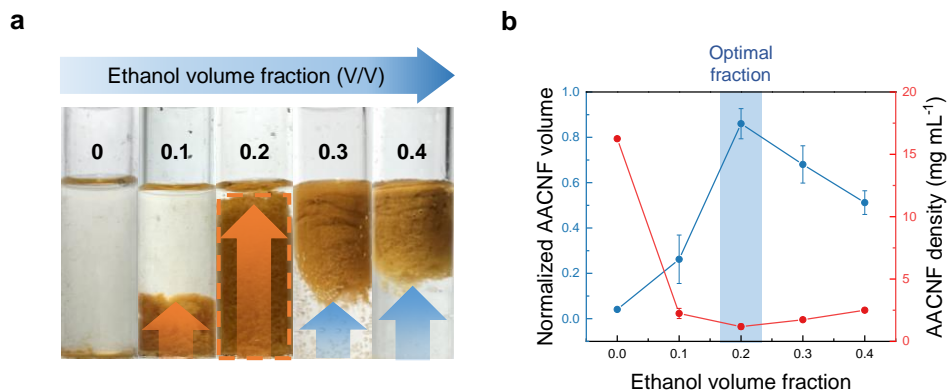 a
Ethanol volume fraction (V/V)
0
0.1
0.2
0.3
0.4
b
Optimal
fraction
Normalized AACNF volume
1.0
0.8
0.6
0.4
0.2
0.0
20
15
10
5
0
AACNF density (mg mL⁻¹)
0.0 0.1 0.2 0.3 0.4
Ethanol volume fraction